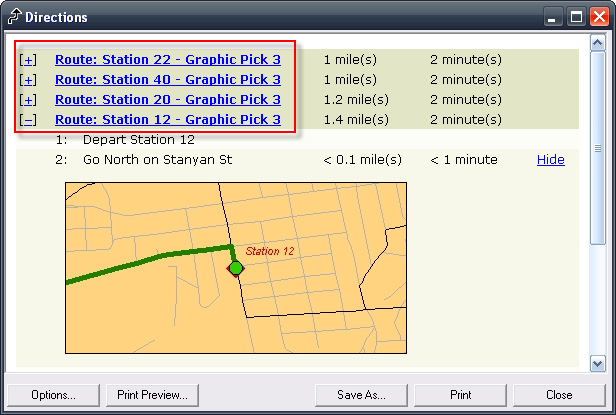 Directions
[+] Route: Station 22 - Graphic Pick 3 1 mile(s) 2 minute(s)
[+] Route: Station 40 - Graphic Pick 3 1 mile(s) 2 minute(s)
[+] Route: Station 20 - Graphic Pick 3 1.2 mile(s) 2 minute(s)
[–] Route: Station 12 - Graphic Pick 3 1.4 mile(s) 2 minute(s)
1: Depart Station 12
2: Go North on Stanyan St < 0.1 mile(s) < 1 minute Hide
Station 12
Options... Print Preview... Save As... Print Close